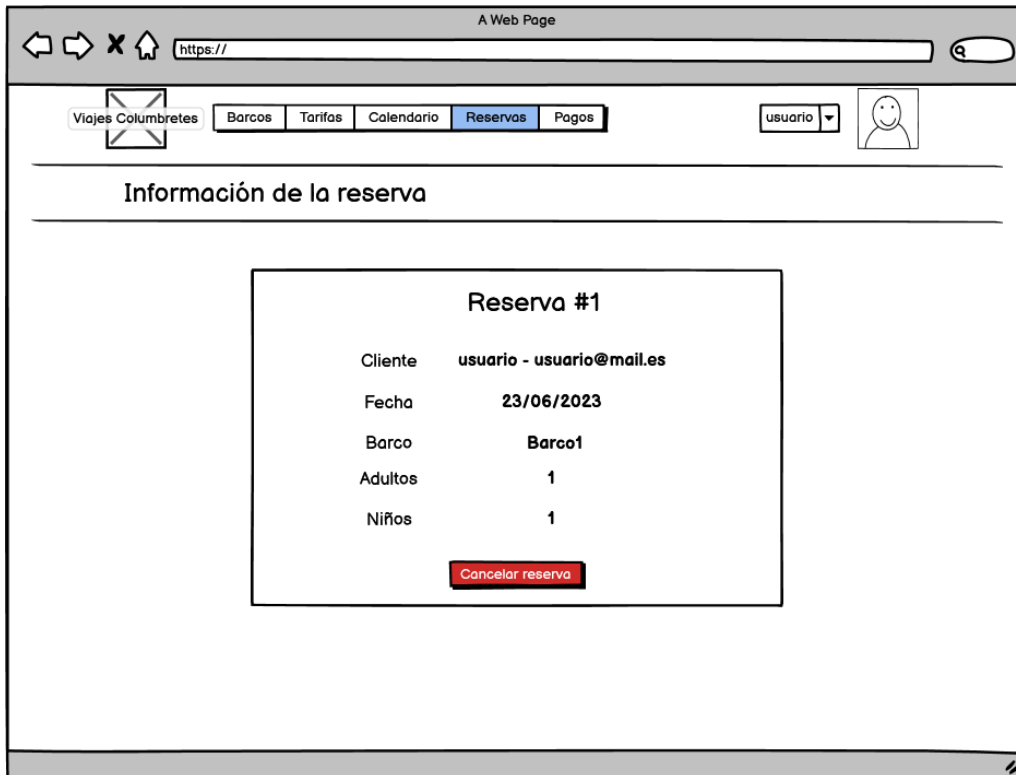 A Web Page
https://
Viajes Columbretes Barcos Tarifas Calendario Reservas Pagos usuario
Información de la reserva
Reserva #1
Cliente usuario - usuario@mail.es
Fecha 23/06/2023
Barco Barco1
Adultos 1
Niños 1
Cancelar reserva